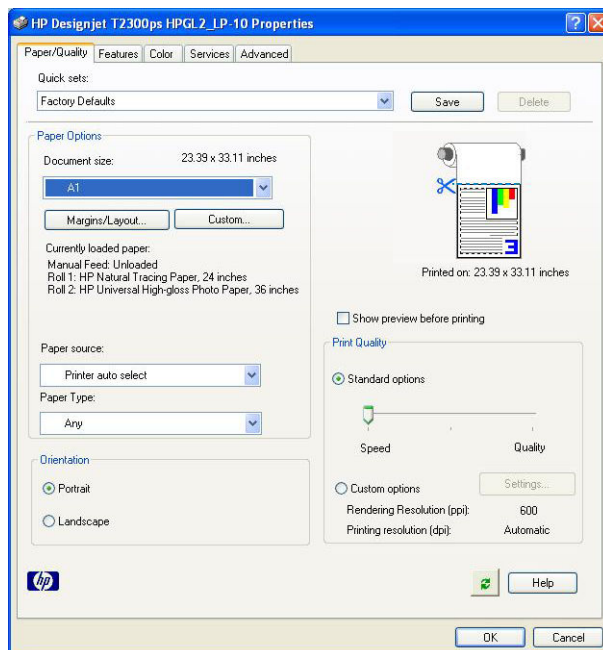 HP Designjet T2300ps HPGL2_LP-10 Properties
Paper/Quality Features Color Services Advanced
Quick sets:
Factory Defaults
Save
Delete
Paper Options
Document size: 23.39 x 33.11 inches
A1
Margins/Layout... Custom...
Currently loaded paper:
Manual Feed: Unloaded
Roll 1: HP Natural Tracing Paper, 24 inches
Roll 2: HP Universal High-gloss Photo Paper, 36 inches
Paper source:
Printer auto select
Paper Type:
Any
Orientation
Portrait
Landscape
3
Printed on: 23.39 x 33.11 inches
Show preview before printing
Print Quality
Standard options
Speed Quality
Custom options Settings...
Rendering Resolution (ppi): 600
Printing resolution (dpi): Automatic
hp
Help
OK Cancel